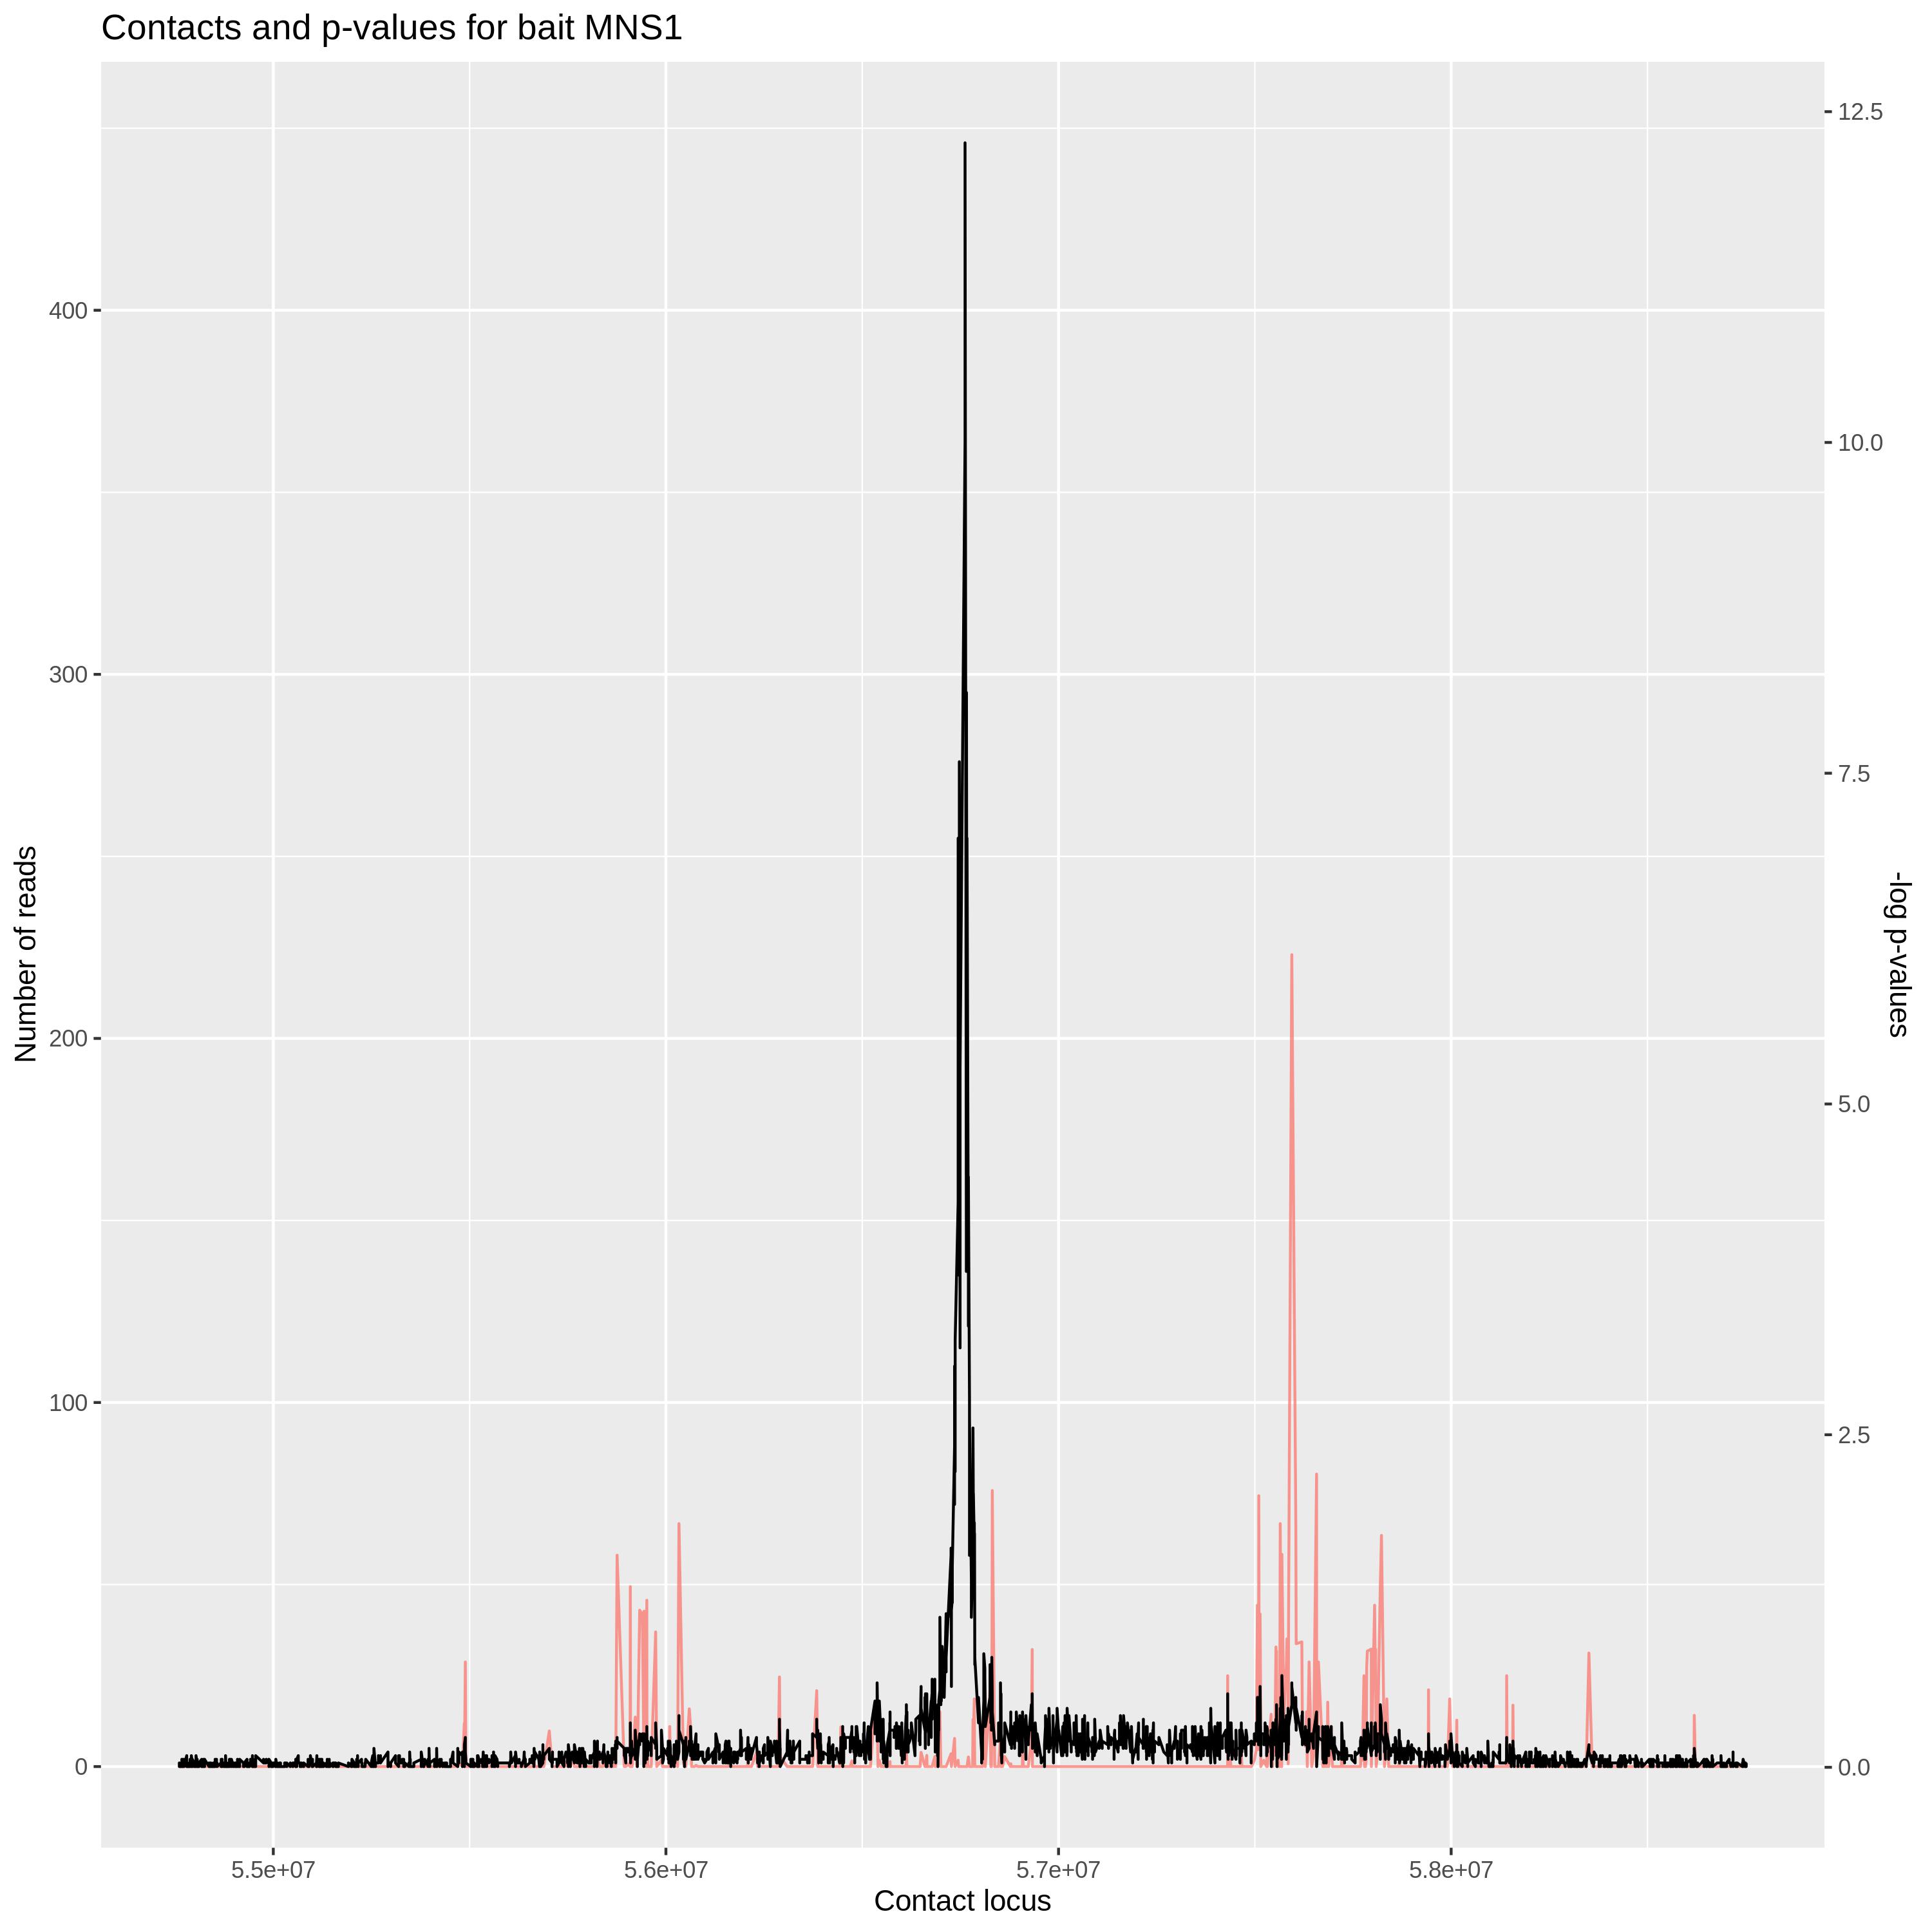 Contacts and p-values for bait MNS1
12.5
400
10.0
300
7.5
Number of reads
-log p-values
200
5.0
100
2.5
0
0.0
5.5e+07 5.6e+07 5.7e+07 5.8e+07
Contact locus